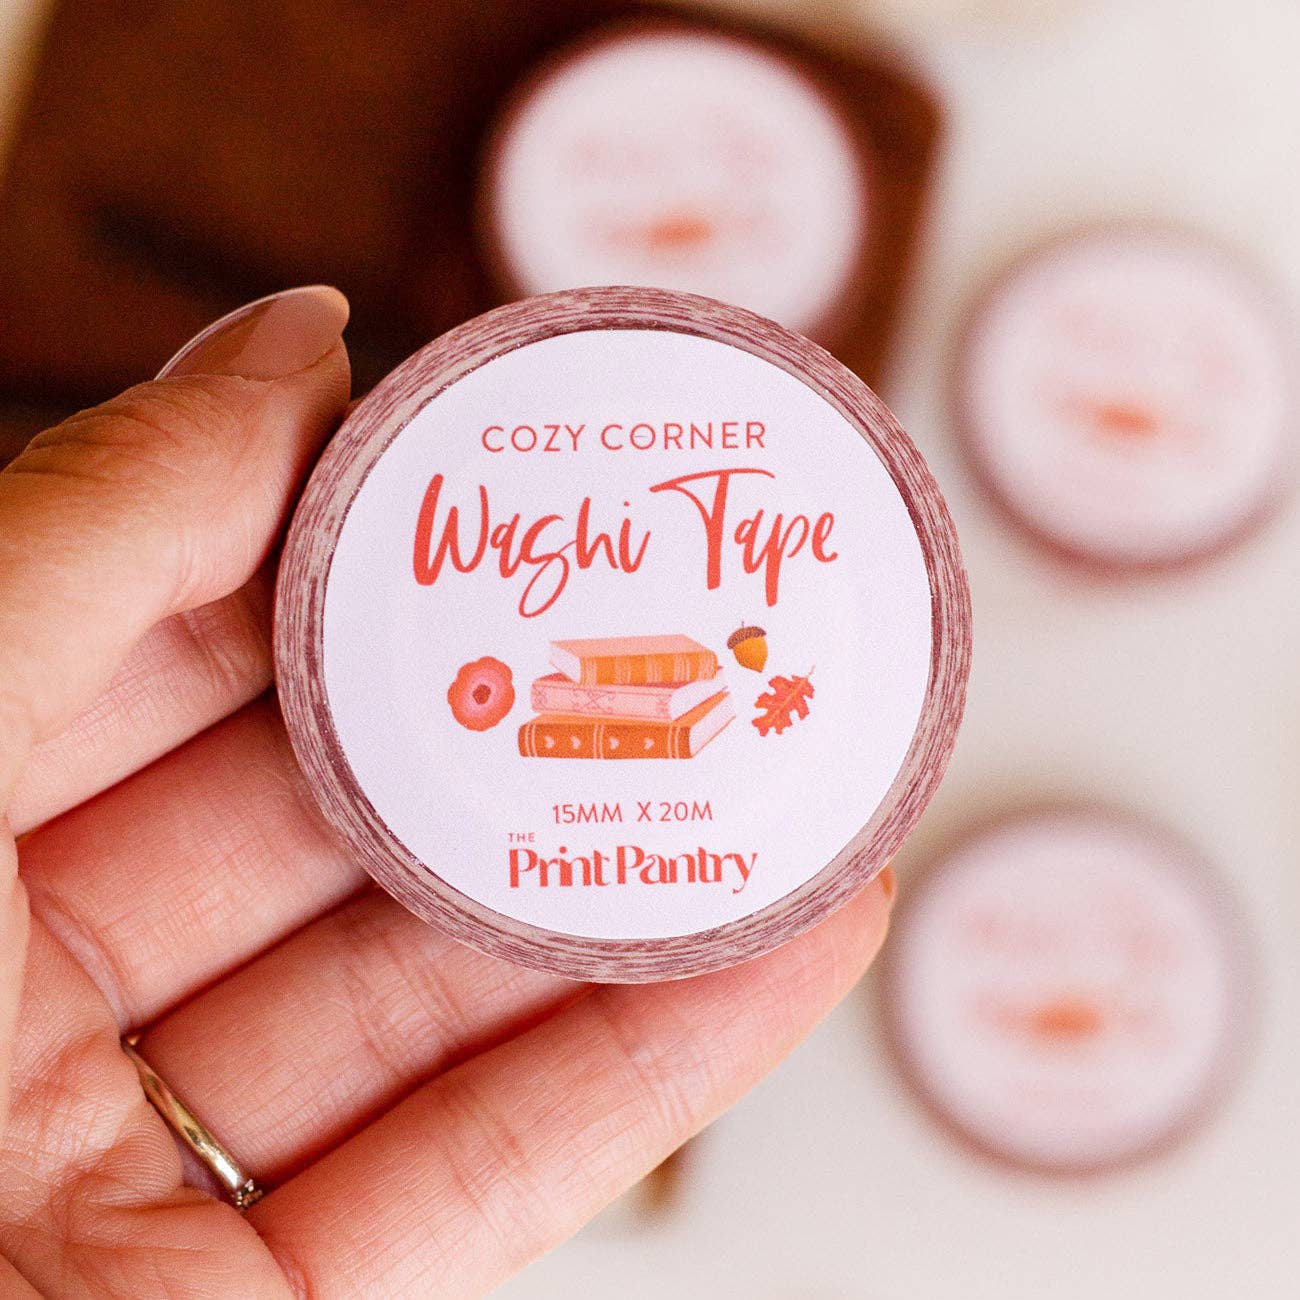 COZY CORNER
Washi Tape
15MM X 20M
THE
Print Pantry